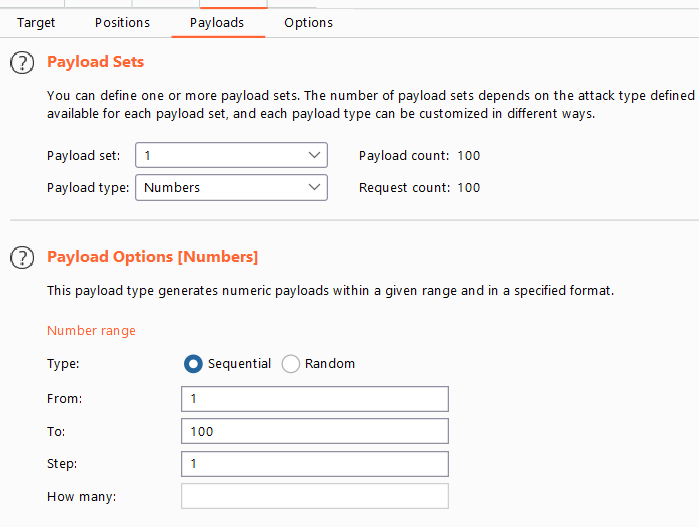 Target Positions Payloads Options
? Payload Sets
You can define one or more payload sets. The number of payload sets depends on the attack type defined
available for each payload set, and each payload type can be customized in different ways.
Payload set: 1 Payload count: 100
Payload type: Numbers Request count: 100
? Payload Options [Numbers]
This payload type generates numeric payloads within a given range and in a specified format.
Number range
Type: Sequential Random
From: 1
To: 100
Step: 1
How many: